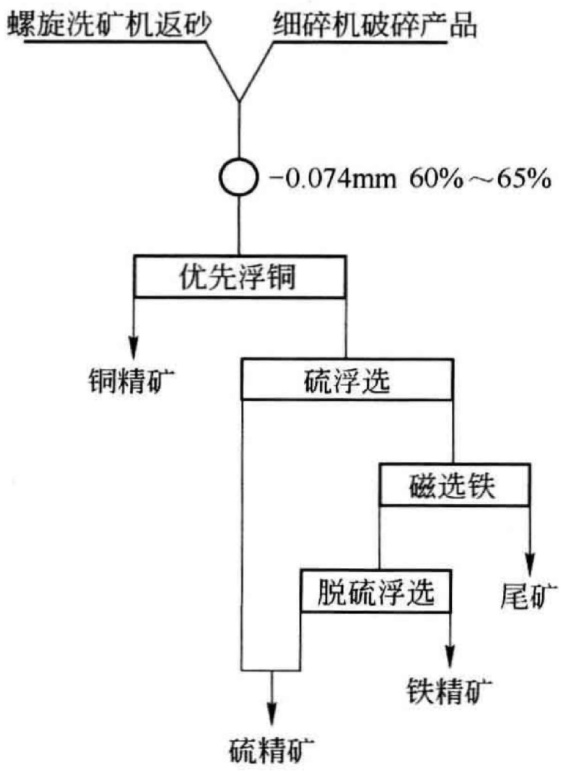 螺旋洗矿机返砂 细碎机破碎产品
-0.074mm 60%～65%
优先浮铜
铜精矿
硫浮选
磁选铁
脱硫浮选
尾矿
铁精矿
硫精矿